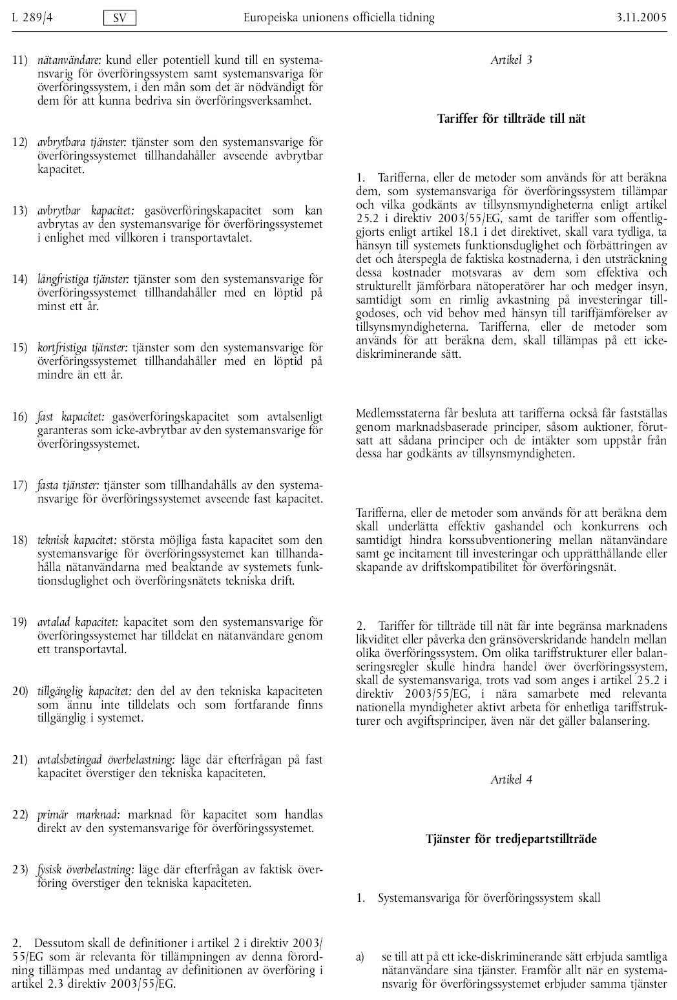 L 289/4
SV
Europeiska unionens officiella tidning
3.11.2005
11) nätanvändare: kund eller potentiell kund till en systema-
nsvarig för överföringssystem samt systemansvariga för
överföringssystem, i den mån som det är nödvändigt för
dem för att kunna bedriva sin överföringsverksamhet.
12) avbrytbara tjänster: tjänster som den systemansvarige för
överföringssystemet tillhandahåller avseende avbrytbar
kapacitet.
13) avbrytbar kapacitet: gasöverföringskapacitet som kan
avbrytas av den systemansvarige för överföringssystemet
i enlighet med villkoren i transportavtalet.
14) långfristiga tjänster: tjänster som den systemansvarige för
överföringssystemet tillhandahåller med en löptid på
minst ett år.
15) kortfristiga tjänster: tjänster som den systemansvarige för
överföringssystemet tillhandahåller med en löptid på
mindre än ett år.
16) fast kapacitet: gasöverföringskapacitet som avtalsenligt
garanteras som icke-avbrytbar av den systemansvarige för
överföringssystemet.
17) fasta tjänster: tjänster som tillhandahålls av den systema-
nsvarige för överföringssystemet avseende fast kapacitet.
18) teknisk kapacitet: största möjliga fasta kapacitet som den
systemansvarige för överföringssystemet kan tillhanda-
hålla nätanvändarna med beaktande av systemets funk-
tionsduglighet och överföringsnätets tekniska drift.
19) avtalad kapacitet: kapacitet som den systemansvarige för
överföringssystemet har tilldelat en nätanvändare genom
ett transportavtal.
20) tillgänglig kapacitet: den del av den tekniska kapaciteten
som ännu inte tilldelats och som fortfarande finns
tillgänglig i systemet.
21) avtalsbetingad överbelastning: läge där efterfrågan på fast
kapacitet överstiger den tekniska kapaciteten.
22) primär marknad: marknad för kapacitet som handlas
direkt av den systemansvarige för överföringssystemet.
23) fysisk överbelastning: läge där efterfrågan av faktisk över-
föring överstiger den tekniska kapaciteten.
2. Dessutom skall de definitioner i artikel 2 i direktiv 2003/
55/EG som är relevanta för tillämpningen av denna förord-
ning tillämpas med undantag av definitionen av överföring i
artikel 2.3 direktiv 2003/55/EG.
Artikel 3
Tariffer för tillträde till nät
1. Tarifferna, eller de metoder som används för att beräkna
dem, som systemansvariga för överföringssystem tillämpar
och vilka godkänts av tillsynsmyndigheterna enligt artikel
25.2 i direktiv 2003/55/EG, samt de tariffer som offentlig-
gjorts enligt artikel 18.1 i det direktivet, skall vara tydliga, ta
hänsyn till systemets funktionsduglighet och förbättringen av
det och återspegla de faktiska kostnaderna, i den utsträckning
dessa kostnader motsvaras av dem som effektiva och
strukturellt jämförbara nätoperatörer har och medger insyn,
samtidigt som en rimlig avkastning på investeringar till-
godoses, och vid behov med hänsyn till tariffjämförelser av
tillsynsmyndigheterna. Tarifferna, eller de metoder som
används för att beräkna dem, skall tillämpas på ett icke-
diskriminerande sätt.
Medlemsstaterna får besluta att tarifferna också får fastställas
genom marknadsbaserade principer, såsom auktioner, förut-
satt att sådana principer och de intäkter som uppstår från
dessa har godkänts av tillsynsmyndigheten.
Tarifferna, eller de metoder som används för att beräkna dem
skall underlätta effektiv gashandel och konkurrens och
samtidigt hindra korssubventionering mellan nätanvändare
samt ge incitament till investeringar och upprätthållande eller
skapande av driftskompatibilitet för överföringsnät.
2. Tariffer för tillträde till nät får inte begränsa marknadens
likviditet eller påverka den gränsöverskridande handeln mellan
olika överföringssystem. Om olika tariffstrukturer eller balan-
seringsregler skulle hindra handel över överföringssystem,
skall de systemansvariga, trots vad som anges i artikel 25.2 i
direktiv 2003/55/EG, i nära samarbete med relevanta
nationella myndigheter aktivt arbeta för enhetliga tariffstruk-
turer och avgiftsprinciper, även när det gäller balansering.
Artikel 4
Tjänster för tredjepartstillträde
1. Systemansvariga för överföringssystem skall
a) se till att på ett icke-diskriminerande sätt erbjuda samtliga
nätanvändare sina tjänster. Framför allt när en systema-
nsvarig för överföringssystemet erbjuder samma tjänster